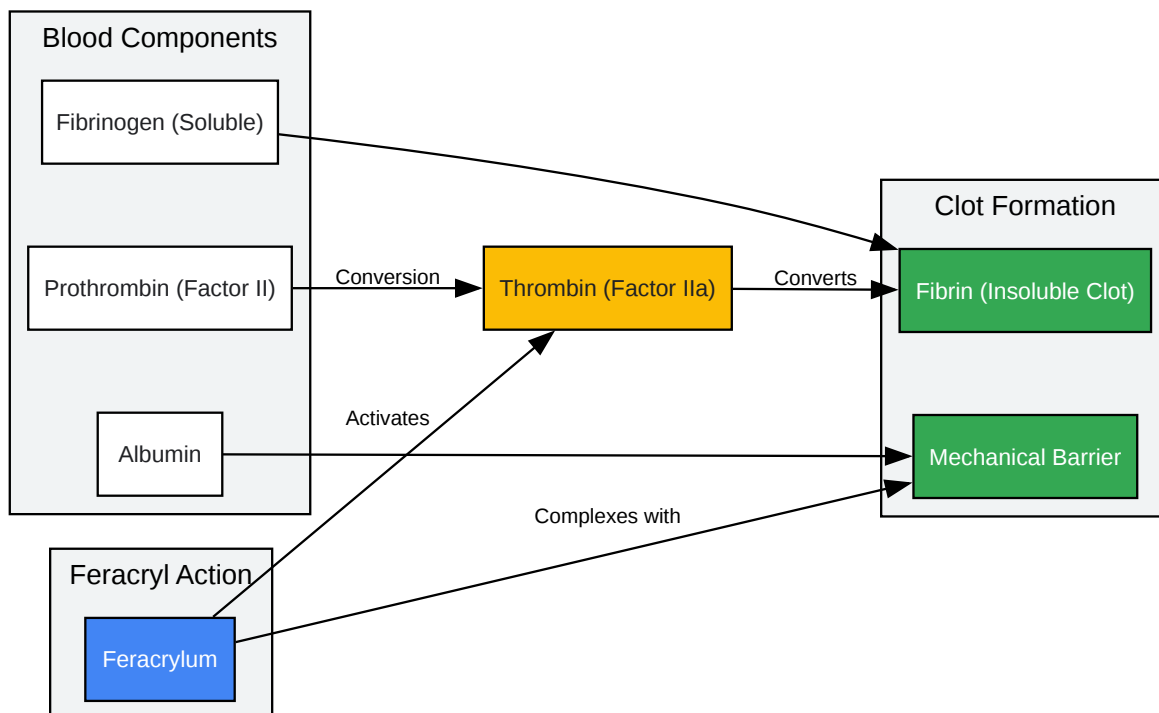 Blood Components
Fibrinogen (Soluble)
Clot Formation
Prothrombin (Factor II)
Conversion
Thrombin (Factor IIa)
Converts
Fibrin (Insoluble Clot)
Activates
Albumin
Mechanical Barrier
Complexes with
Feracryl Action
Feracrylum